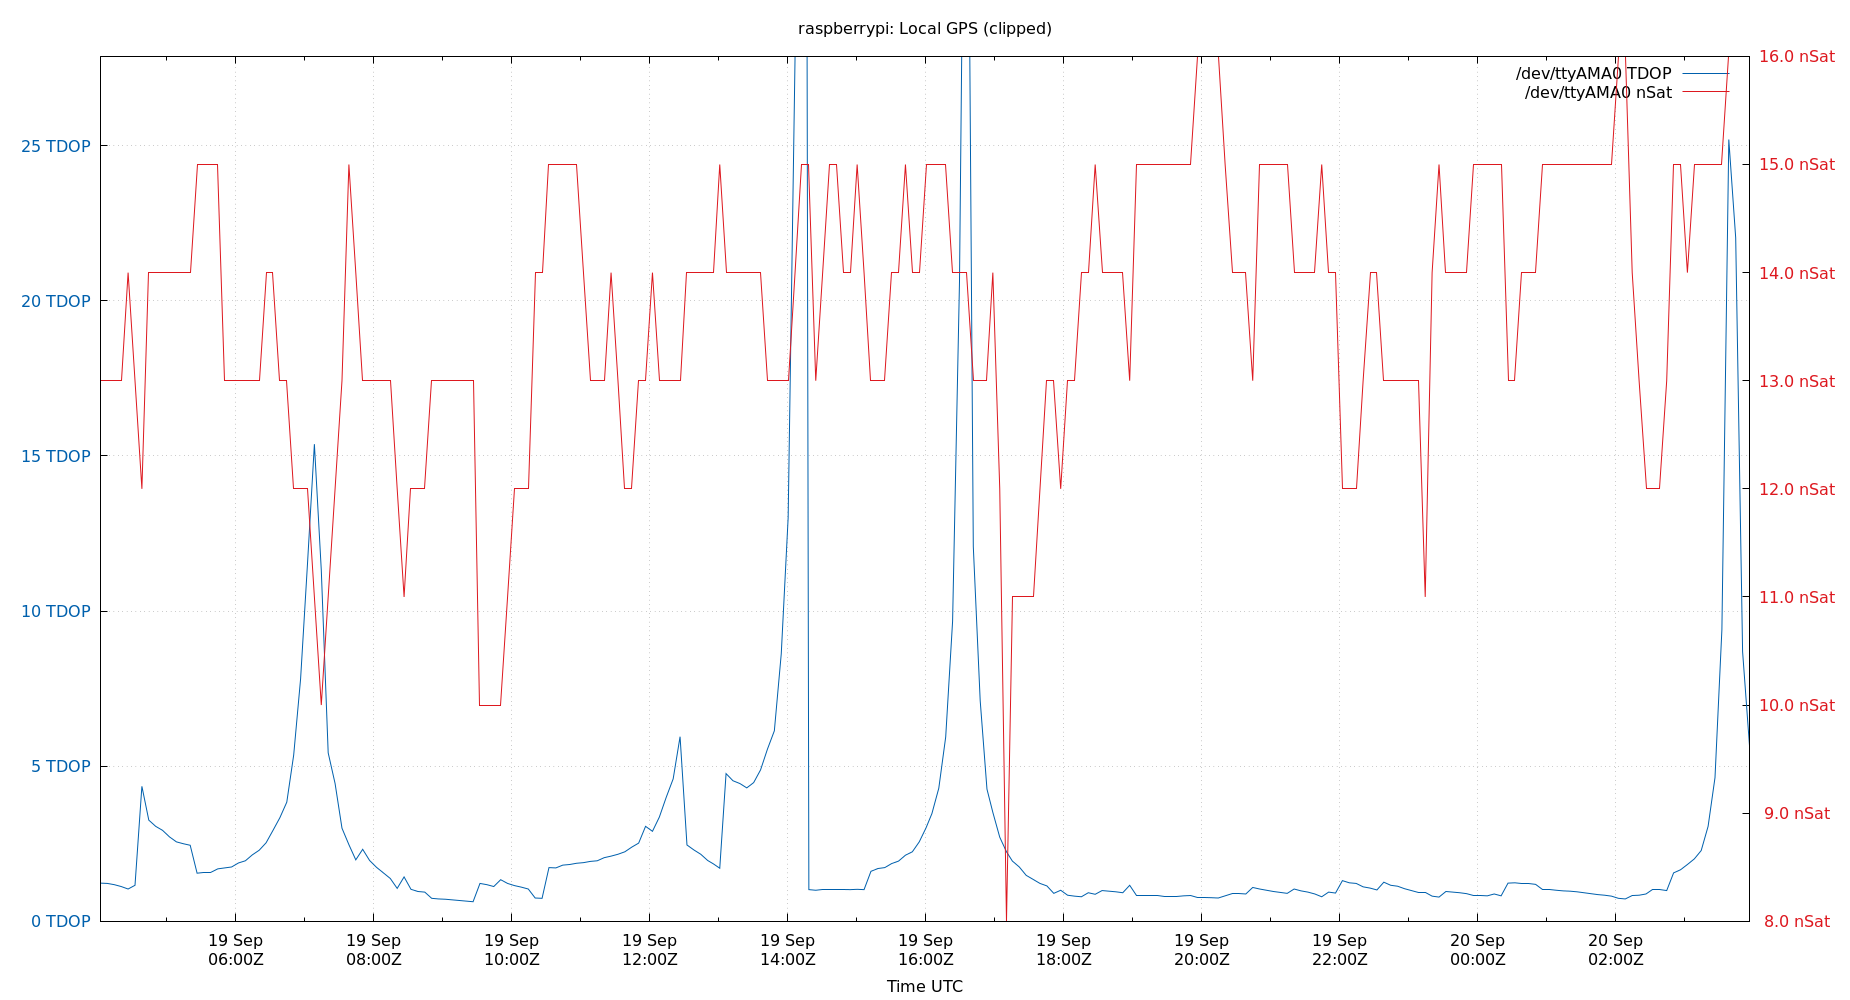 raspberrypi: Local GPS (clipped)
16.0 nSat
/dev/ttyAMA0 TDOP
/dev/ttyAMA0 nSat
25 TDOP
15.0 nSat
14.0 nSat
20 TDOP
13.0 nSat
15 TDOP
12.0 nSat
11.0 nSat
10 TDOP
10.0 nSat
5 TDOP
9.0 nSat
0 TDOP
8.0 nSat
19 Sep
06:00Z
19 Sep
08:00Z
19 Sep
10:00Z
19 Sep
12:00Z
19 Sep
14:00Z
19 Sep
16:00Z
19 Sep
18:00Z
19 Sep
20:00Z
19 Sep
22:00Z
20 Sep
00:00Z
20 Sep
02:00Z
Time UTC